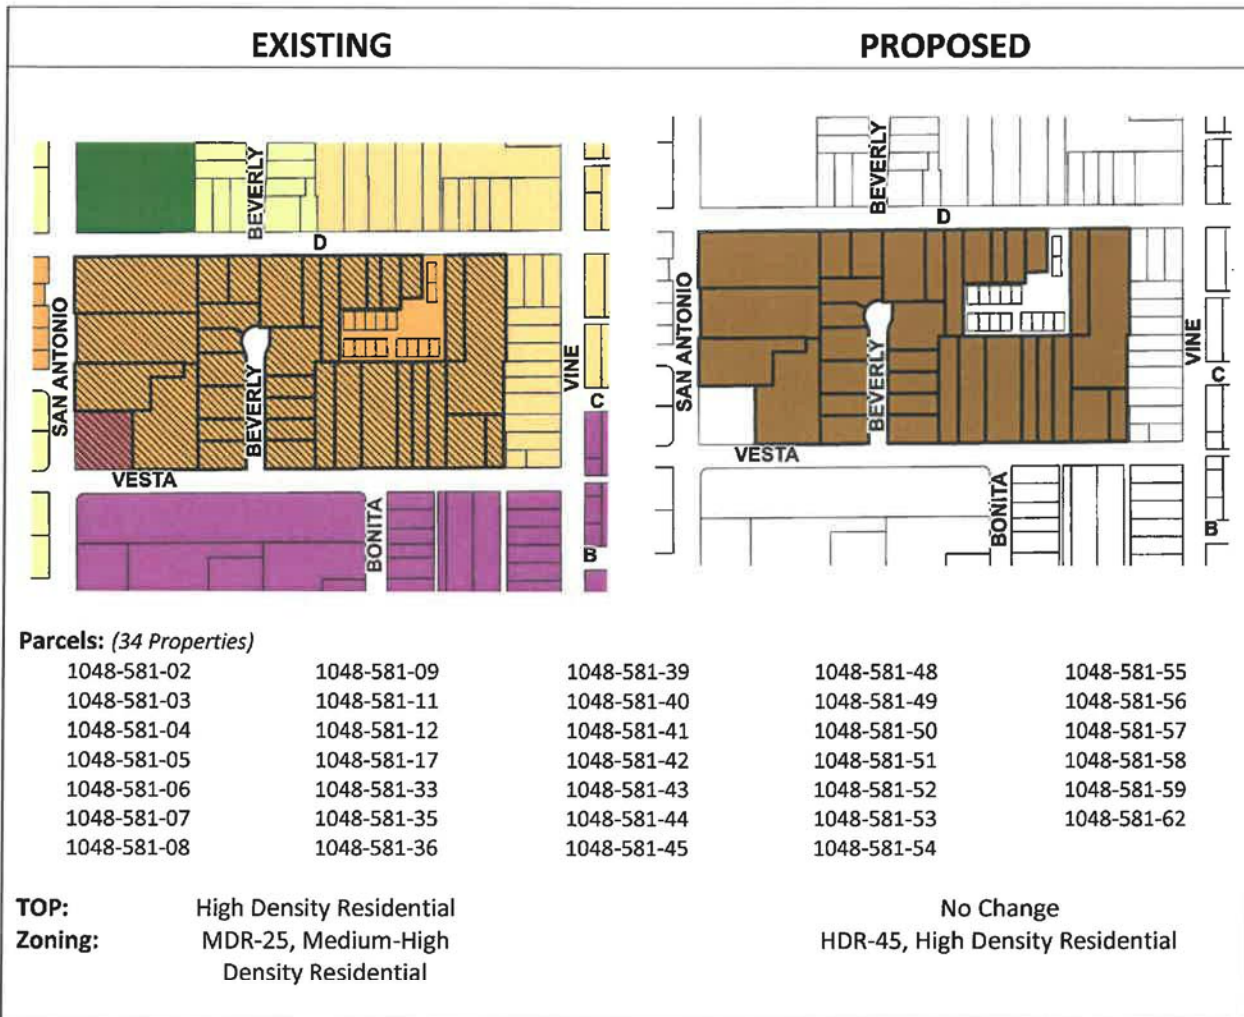 EXISTING
PROPOSED
BEVERLY
D
SAN ANTONIO
VINE
BEVERLY
C
VESTA
BONITA
B
BEVERLY
D
SAN ANTONIO
VINE
BEVERLY
C
VESTA
BONITA
B
Parcels: (34 Properties)
1048-581-02 1048-581-09 1048-581-39 1048-581-48 1048-581-55
1048-581-03 1048-581-11 1048-581-40 1048-581-49 1048-581-56
1048-581-04 1048-581-12 1048-581-41 1048-581-50 1048-581-57
1048-581-05 1048-581-17 1048-581-42 1048-581-51 1048-581-58
1048-581-06 1048-581-33 1048-581-43 1048-581-52 1048-581-59
1048-581-07 1048-581-35 1048-581-44 1048-581-53 1048-581-62
1048-581-08 1048-581-36 1048-581-45 1048-581-54
TOP: High Density Residential No Change
Zoning: MDR-25, Medium-High HDR-45, High Density Residential
Density Residential